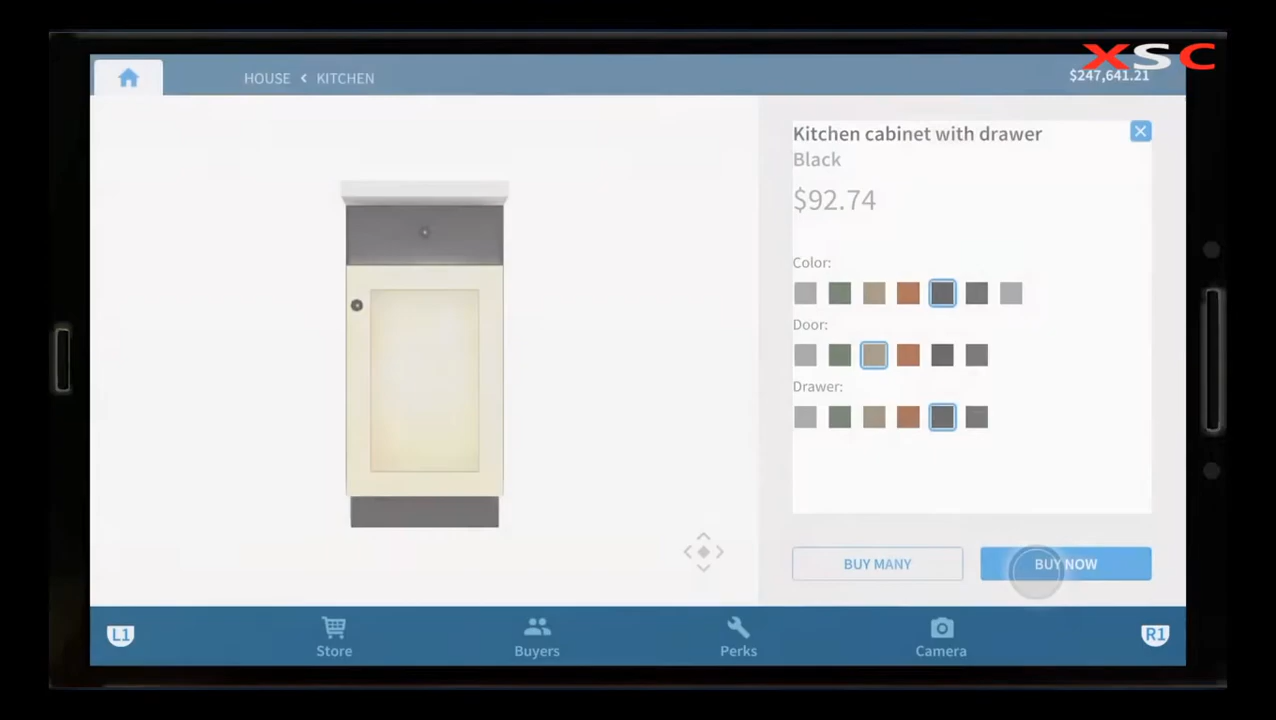 XSC
HOUSE < KITCHEN
$247,641.21
Kitchen cabinet with drawer
Black
$92.74
Color:
Door:
Drawer:
BUY MANY
BUY NOW
L1
Store
Buyers
Perks
Camera
R1